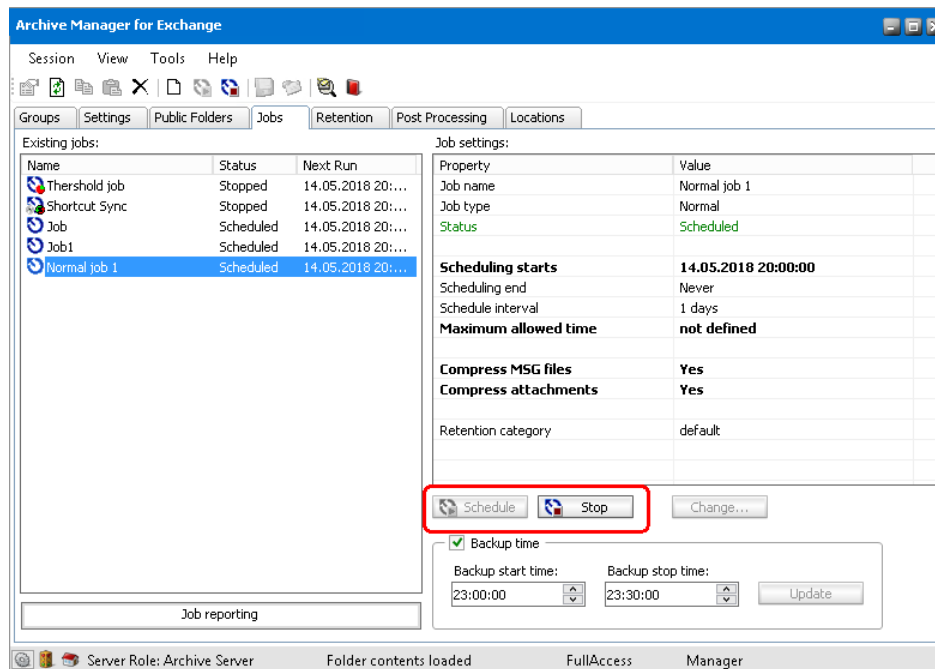 Archive Manager for Exchange
Session View Tools Help
Groups Settings Public Folders Jobs Retention Post Processing Locations
Existing jobs: Job settings:
Name Status Next Run Property Value
Thershold job Stopped 14.05.2018 20:... Job name Normal job 1
Shortcut Sync Stopped 14.05.2018 20:... Job type Normal
Job Scheduled 14.05.2018 20:... Status Scheduled
Job1 Scheduled 14.05.2018 20:...
Normal job 1 Scheduled 14.05.2018 20:... Scheduling starts 14.05.2018 20:00:00
Scheduling end Never
Schedule interval 1 days
Maximum allowed time not defined
Compress MSG files Yes
Compress attachments Yes
Retention category default
Schedule Stop Change...
Backup time
Backup start time: Backup stop time:
23:00:00 23:30:00 Update
Job reporting
Server Role: Archive Server Folder contents loaded FullAccess Manager